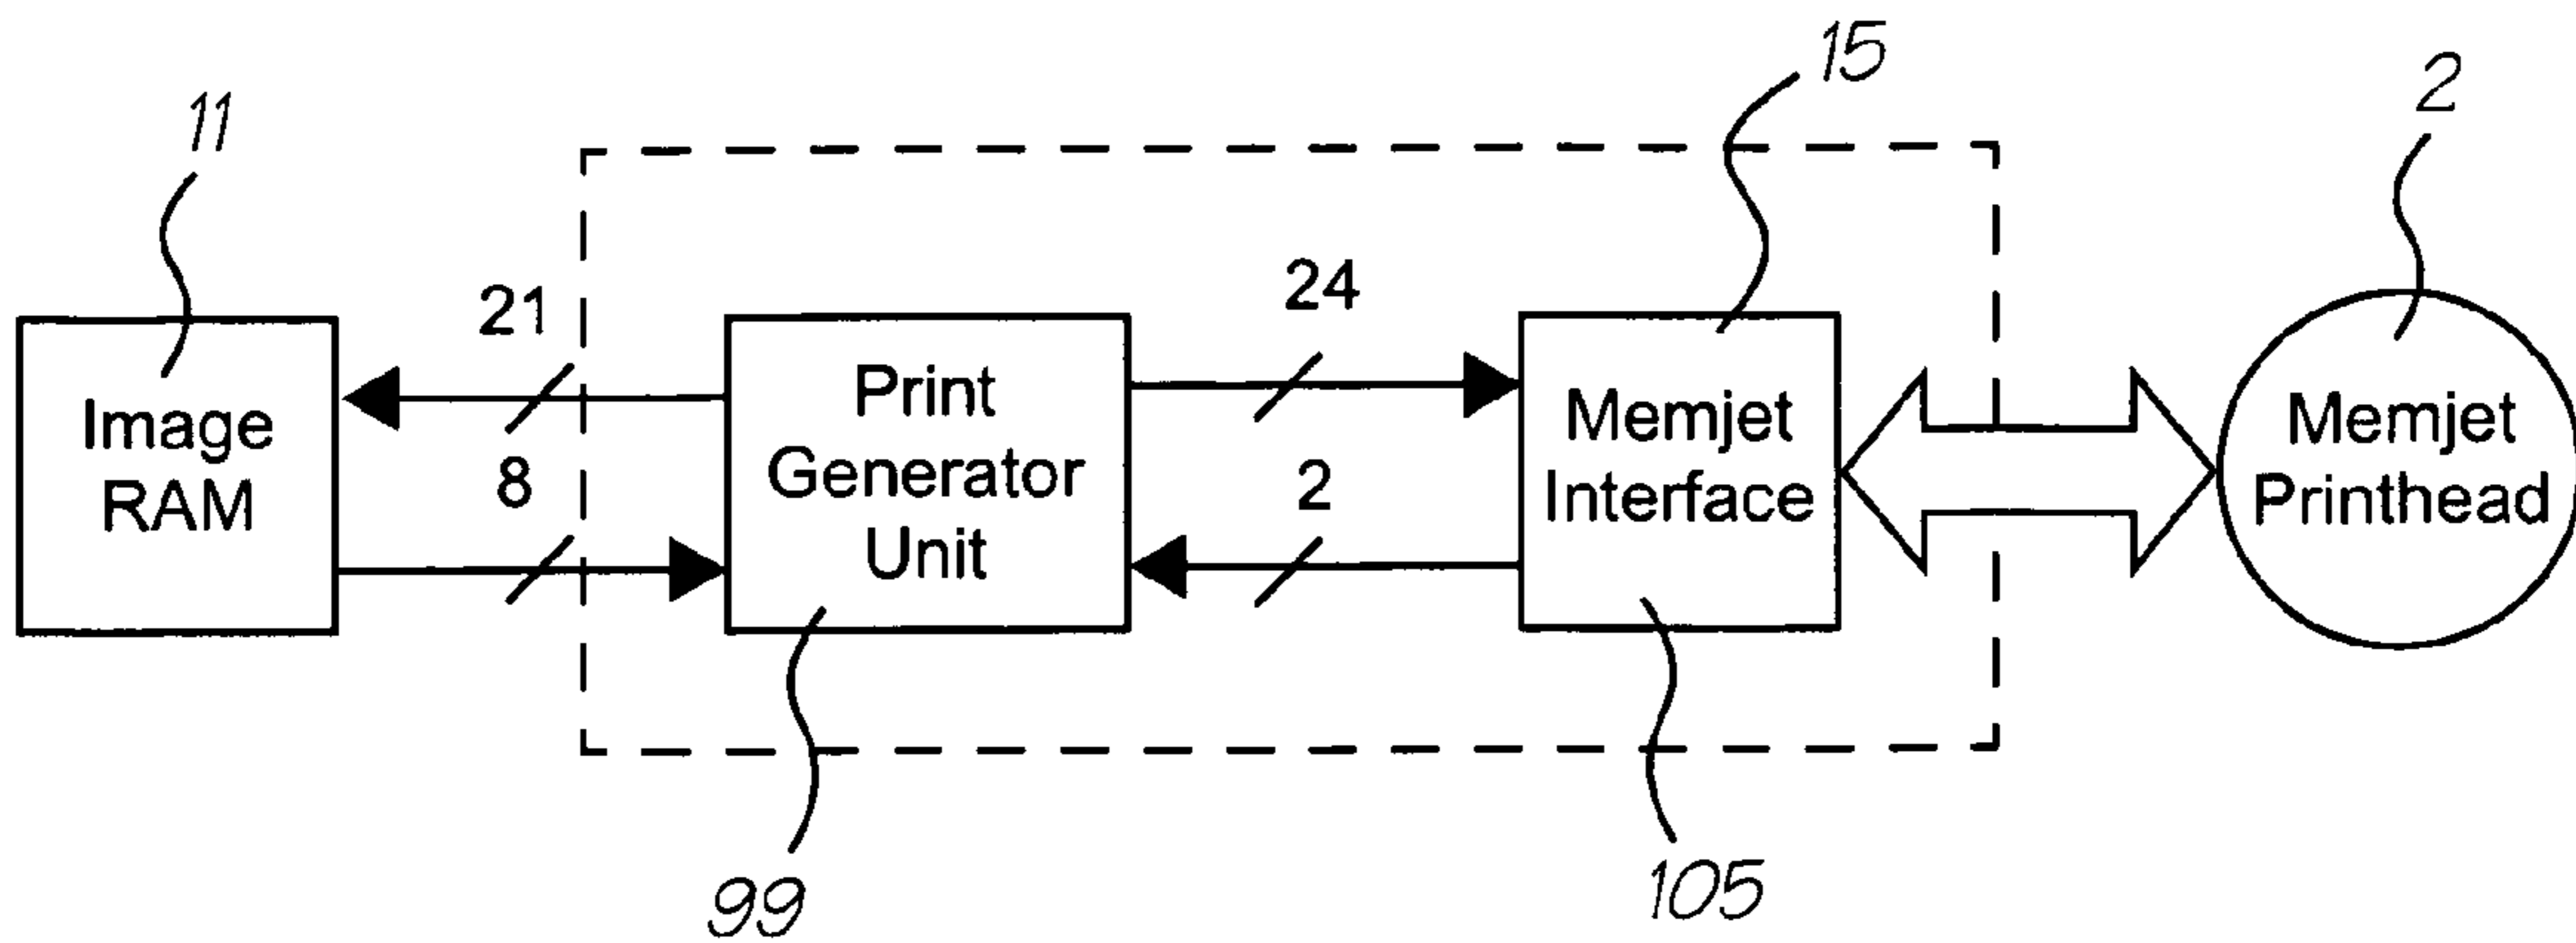 15
2
11
21
24
Image
RAM
Print
Generator
Unit
Memjet
Interface
Memjet
Printhead
8
2
99
105